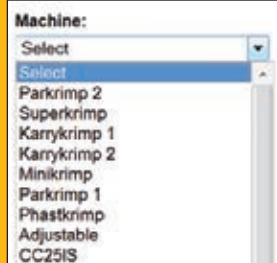 Machine:
Select
Select
Parkrimp 2
Superkrimp
Karrykrimp 1
Karrykrimp 2
Minikrimp
Parkrimp 1
Phastkrimp
Adjustable
CC25IS